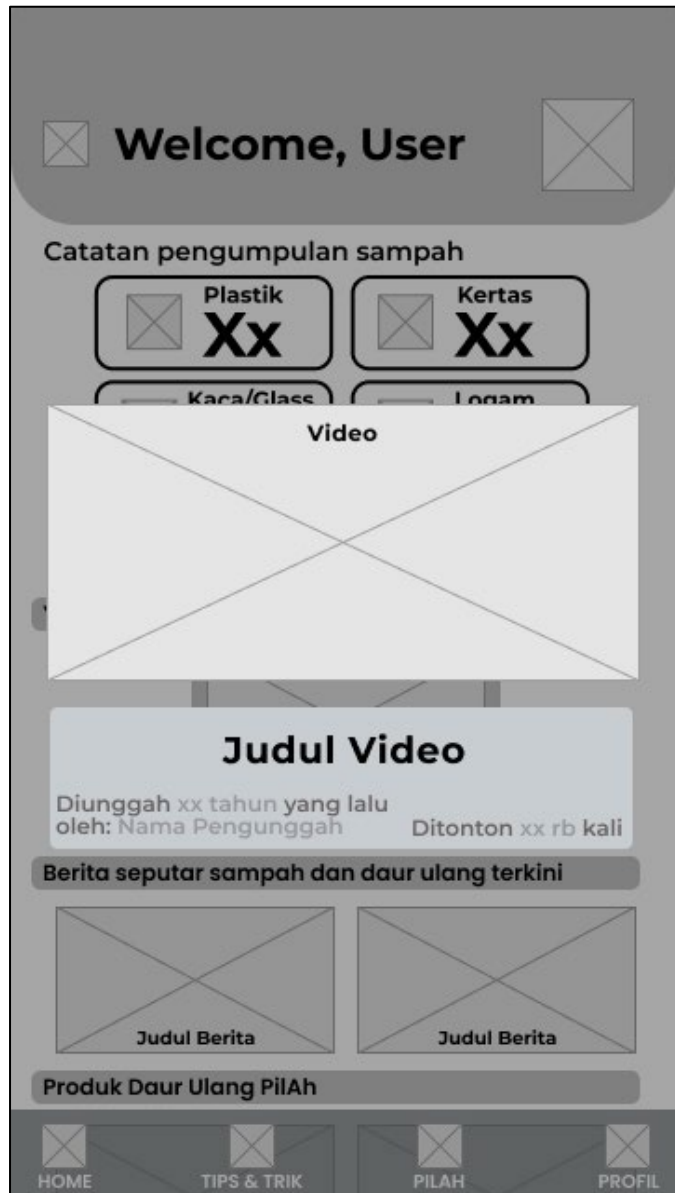 Welcome, User
Catatan pengumpulan sampah
Plastik
Xx
Kertas
Xx
Kaca/Glass
Logam
Video
Judul Video
Diunggah xx tahun yang lalu
oleh: Nama Pengunggah
Ditonton xx rb kali
Berita seputar sampah dan daur ulang terkini
Judul Berita
Judul Berita
Produk Daur Ulang PilAh
HOME
TIPS & TRIK
PILAH
PROFIL